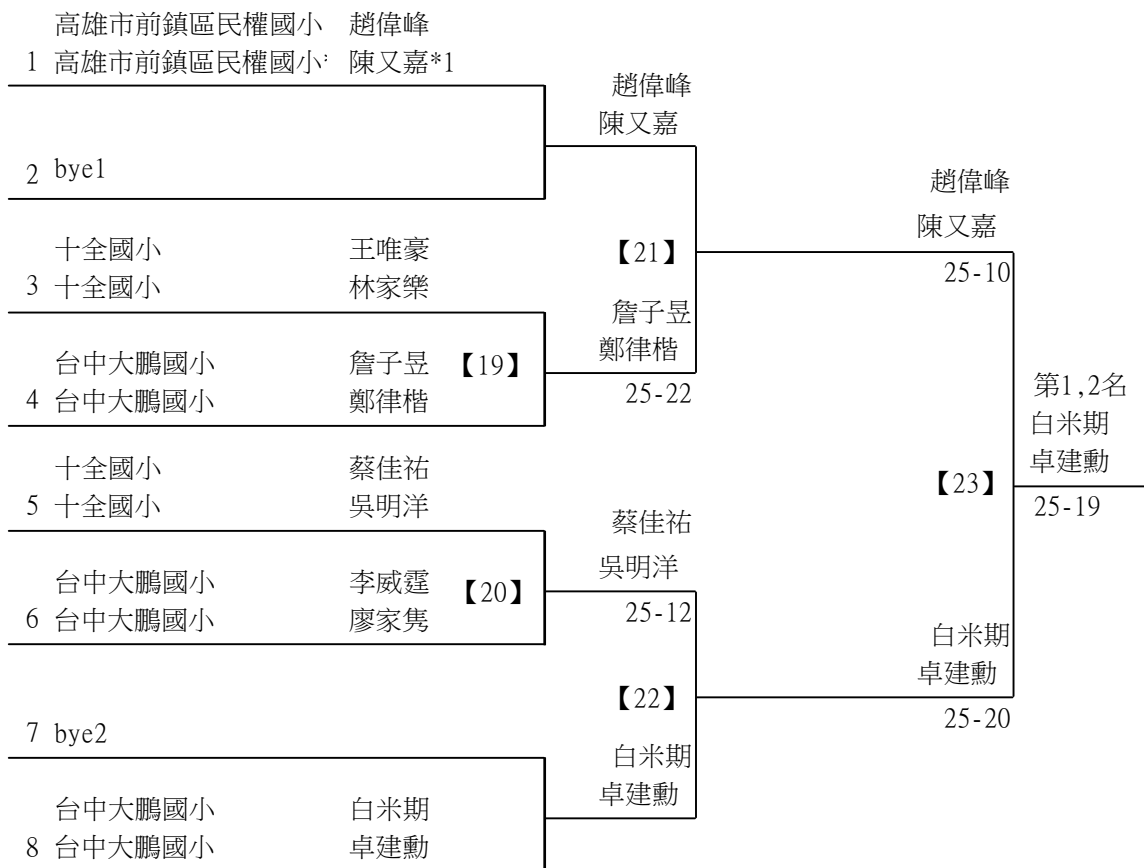 高雄市前鎮區民權國小 趙偉峰
1 高雄市前鎮區民權國小* 陳又嘉*1
趙偉峰
陳又嘉
2 bye1
趙偉峰
陳又嘉
25-10
十全國小 王唯豪
3 十全國小 林家樂
【21】
台中大鵬國小 詹子昱
4 台中大鵬國小 鄭律楷
【19】
詹子昱
鄭律楷
25-22
第1,2名
白米期
卓建勳
25-19
【23】
十全國小 蔡佳祐
5 十全國小 吳明洋
蔡佳祐
吳明洋
25-12
台中大鵬國小 李威霆
6 台中大鵬國小 廖家雋
【20】
白米期
卓建勳
25-20
【22】
7 bye2
白米期
卓建勳
台中大鵬國小 白米期
8 台中大鵬國小 卓建勳